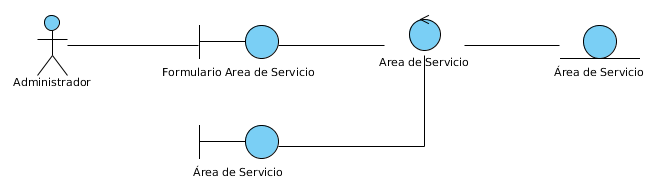 Administrador
Formulario Area de Servicio
Area de Servicio
Área de Servicio
Área de Servicio